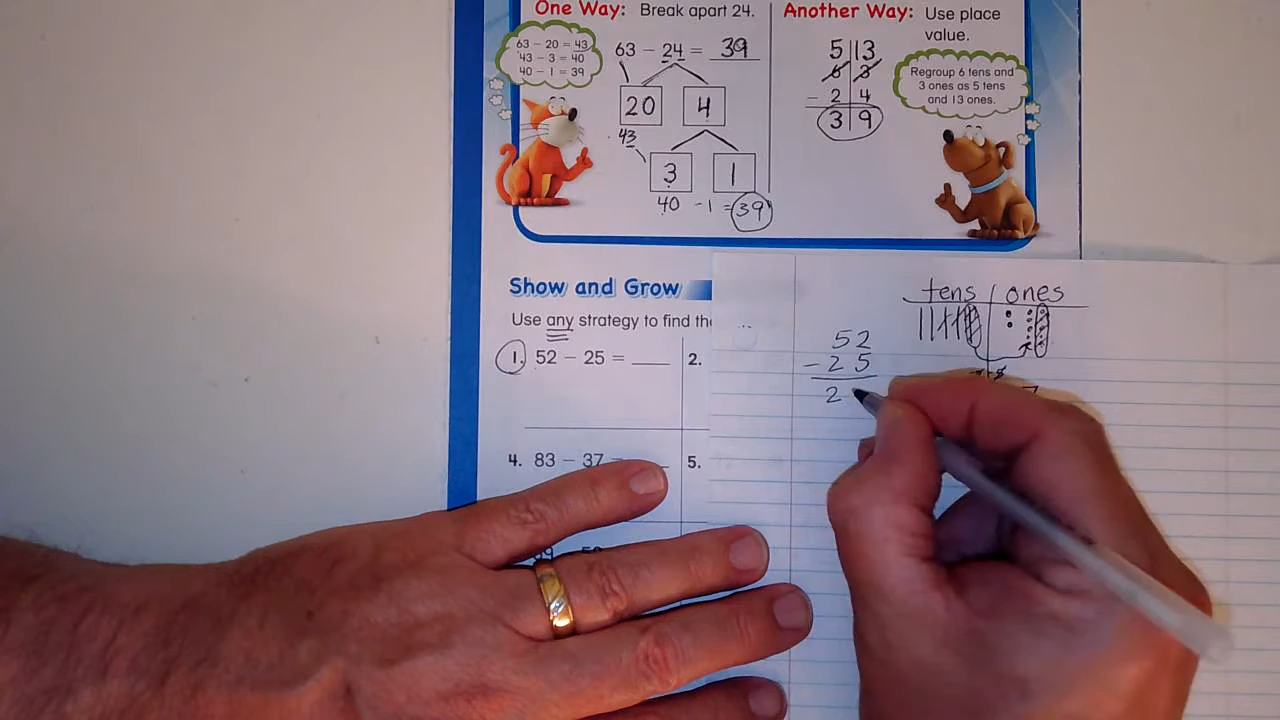 One Way: Break apart 24.
63 − 20 = 43
43 − 3 = 40
40 − 1 = 39
63 − 24 = 39
20 4
43
3 1
40 -1 = 39
Another Way: Use place
value.
5 13
6 3
− 2 4
3 9
Regroup 6 tens and
3 ones as 5 tens
and 13 ones.
Show and Grow
Use any strategy to find
1. 52 − 25 = ___
2.
4. 83 − 37
5.
tens ones
52
− 25
2